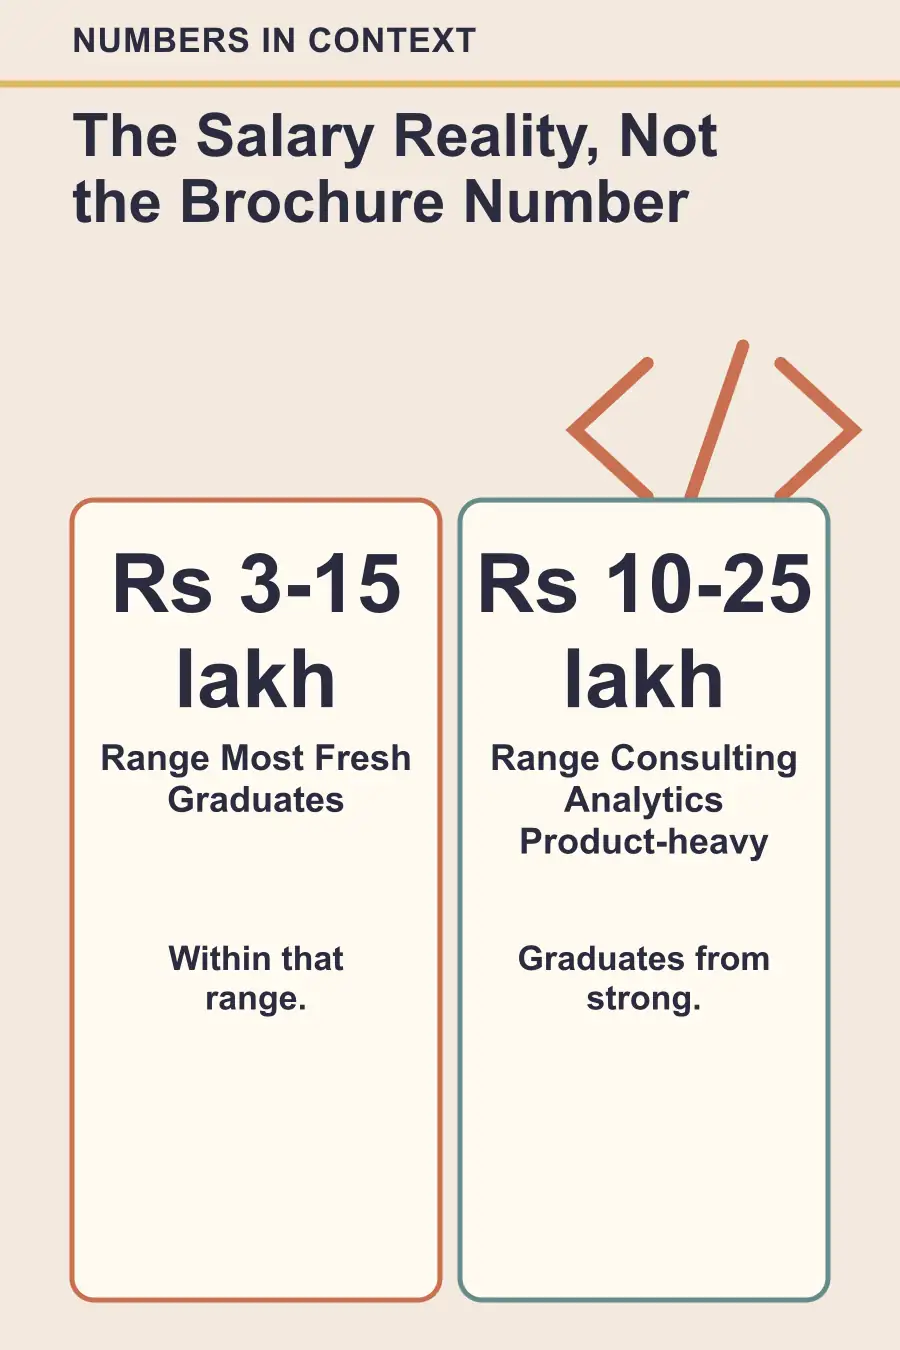 NUMBERS IN CONTEXT
The Salary Reality, Not
the Brochure Number
Rs 3-15
lakh
Range Most Fresh
Graduates
Within that
range.
Rs 10-25
lakh
Range Consulting
Analytics
Product-heavy
Graduates from
strong.